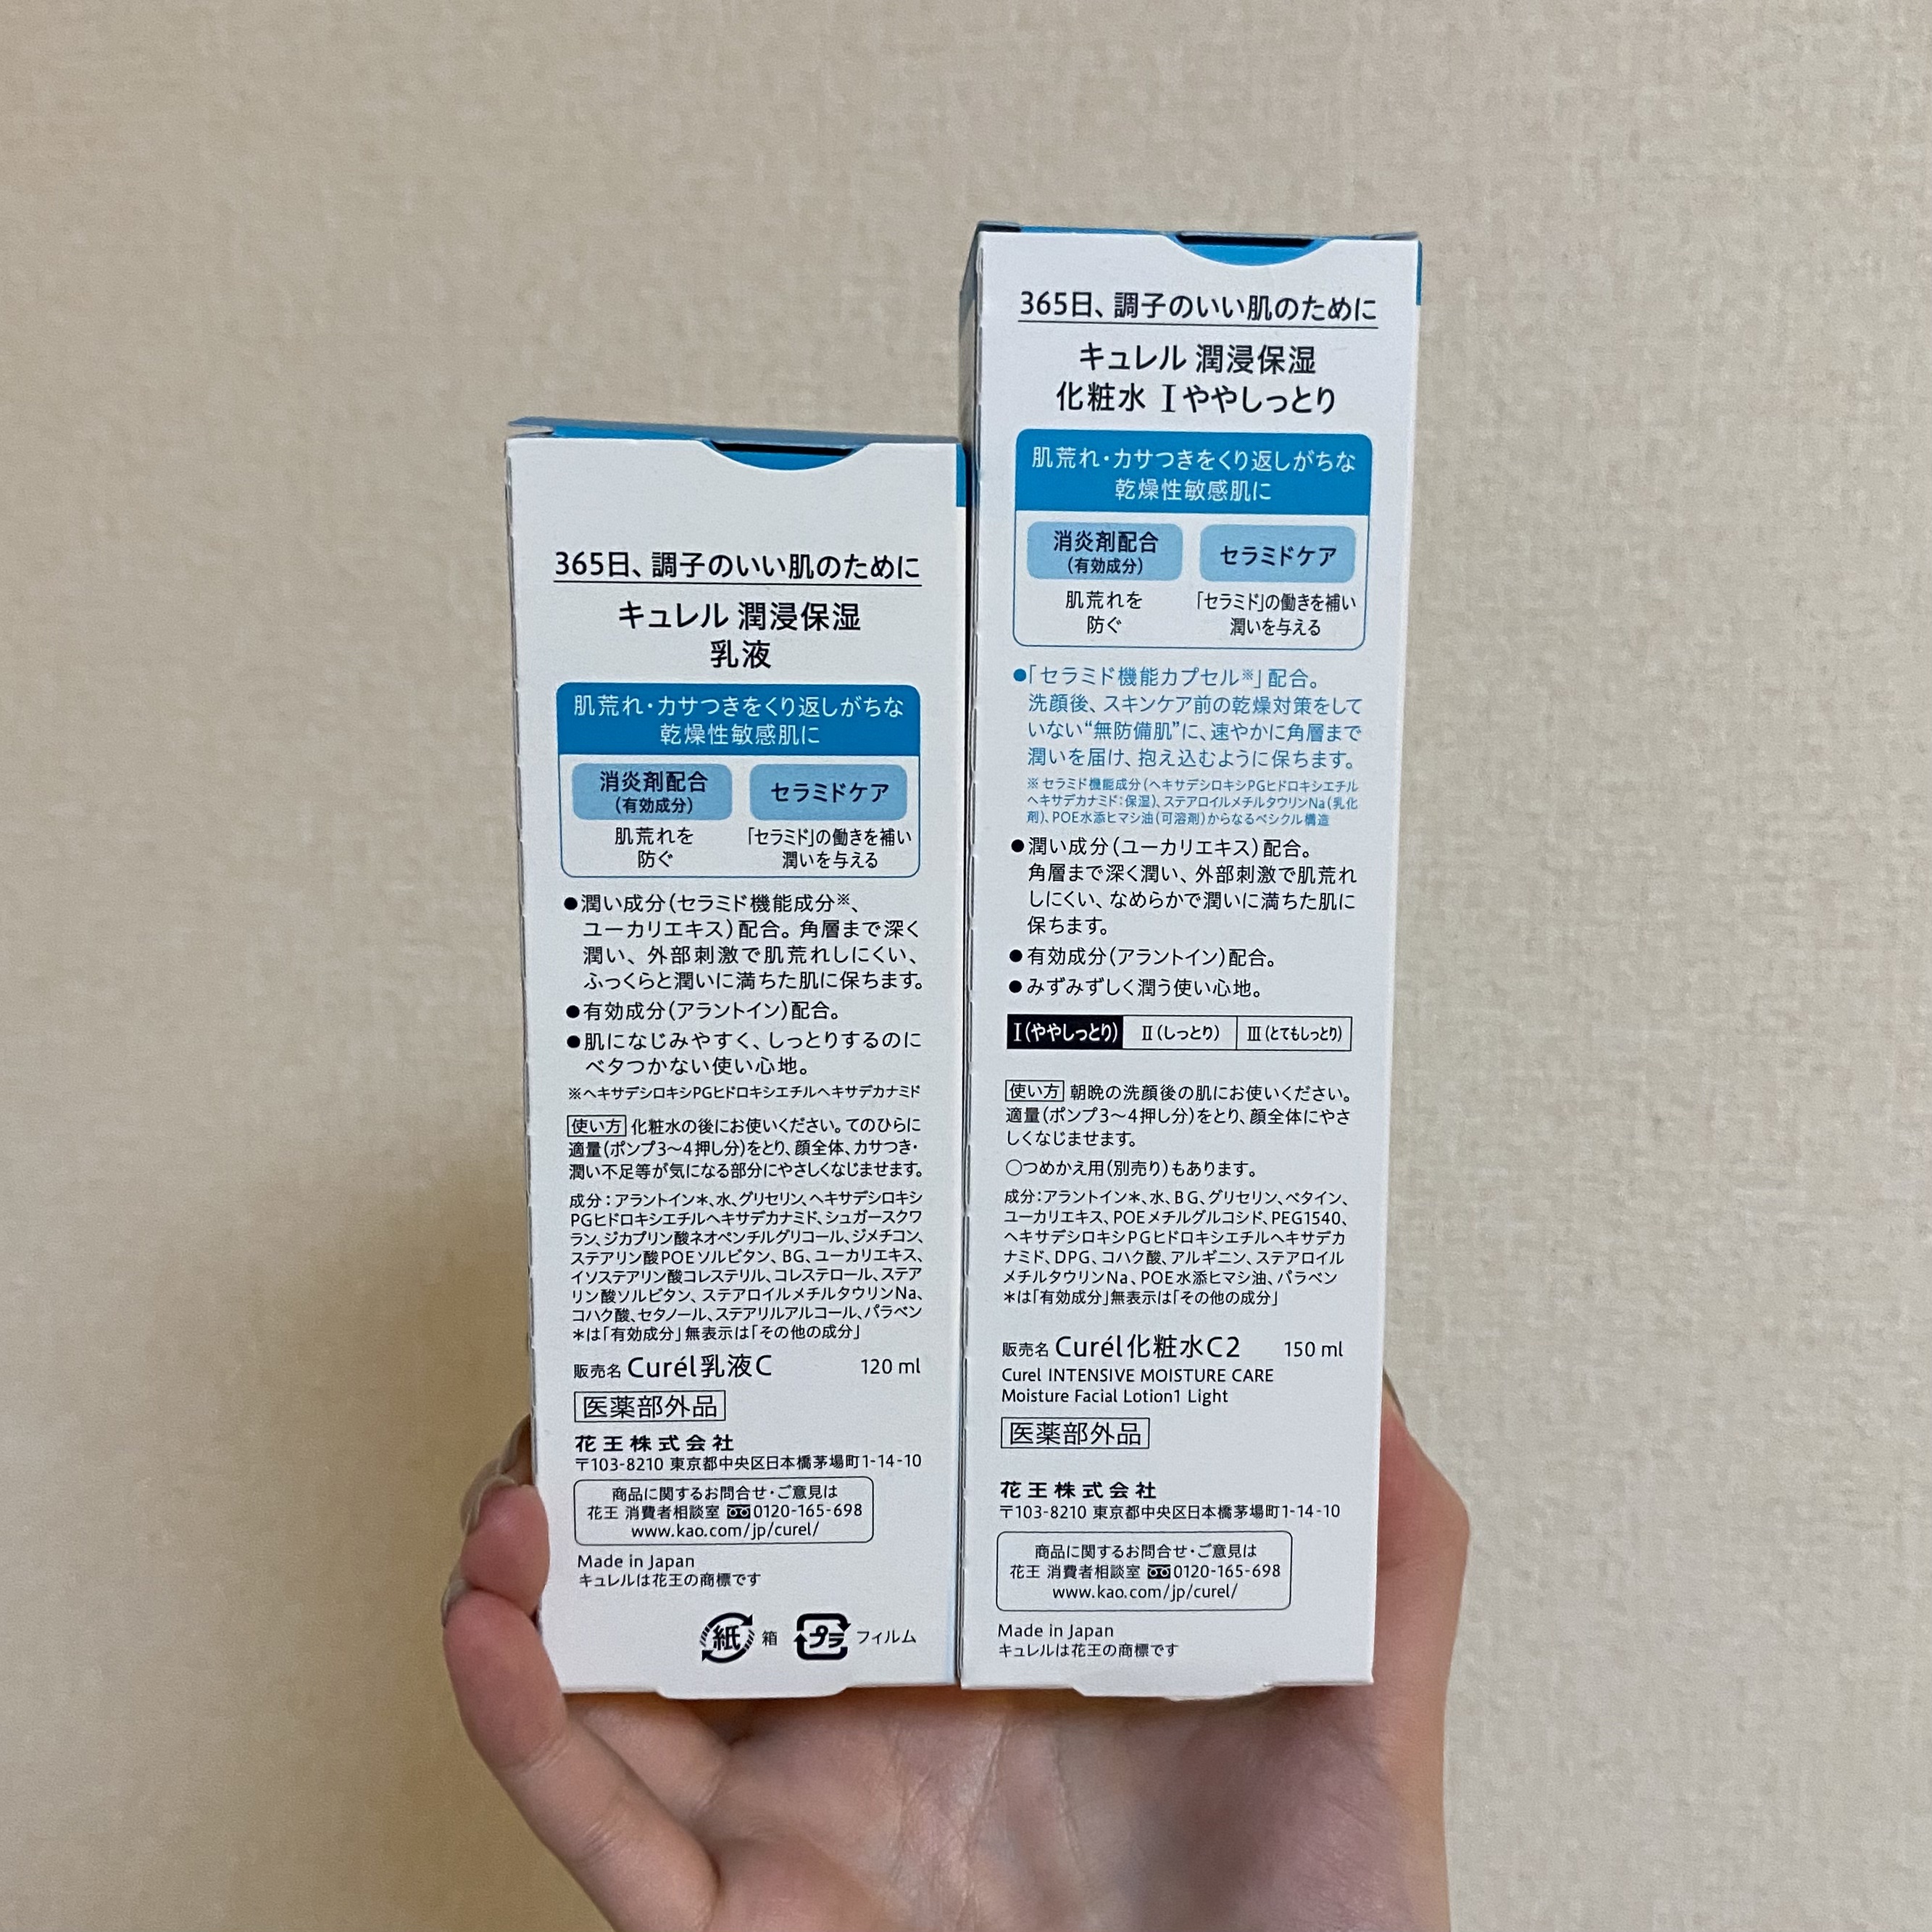 365日、調子のいい肌のために
キュレル 潤浸保湿
乳液
肌荒れ・カサつきをくり返しがちな
乾燥性敏感肌に
消炎剤配合
(有効成分)
肌荒れを
防ぐ
セラミドケア
「セラミド」の働きを補い
潤いを与える
●潤い成分(セラミド機能成分※、
ユーカリエキス)配合。角層まで深く
潤い、外部刺激で肌荒れしにくい、
ふっくらと潤いに満ちた肌に保ちます。
●有効成分(アラントイン)配合。
●肌になじみやすく、しっとりするのに
ベタつかない使い心地。
※ヘキサデシロキシPGヒドロキシエチルヘキサデカナミド
使い方 化粧水の後にお使いください。てのひらに
適量(ポンプ3〜4押し分)をとり、顔全体、カサつき・
潤い不足等が気になる部分にやさしくなじませます。
成分：アラントイン＊、水、グリセリン、ヘキサデシロキシ
PGヒドロキシエチルヘキサデカナミド、シュガースクワ
ラン、ジカプリン酸ネオペンチルグリコール、ジメチコン、
ステアリン酸POEソルビタン、BG、ユーカリエキス、
イソステアリン酸コレステリル、コレステロール、ステア
リン酸ソルビタン、ステアロイルメチルタウリンNa、
コハク酸、セタノール、ステアリルアルコール、パラベン
＊は「有効成分」無表示は「その他の成分」
販売名 Curél乳液C 120 ml
医薬部外品
花王株式会社
〒103-8210 東京都中央区日本橋茅場町1-14-10
商品に関するお問合せ・ご意見は
花王 消費者相談室 0120-165-698
www.kao.com/jp/curel/
Made in Japan
キュレルは花王の商標です
紙 箱 プラ フィルム
365日、調子のいい肌のために
キュレル 潤浸保湿
化粧水 Ⅰややしっとり
肌荒れ・カサつきをくり返しがちな
乾燥性敏感肌に
消炎剤配合
(有効成分)
肌荒れを
防ぐ
セラミドケア
「セラミド」の働きを補い
潤いを与える
●「セラミド機能カプセル※」配合。
洗顔後、スキンケア前の乾燥対策をして
いない“無防備肌”に、速やかに角層まで
潤いを届け、抱え込むように保ちます。
※セラミド機能成分(ヘキサデシロキシPGヒドロキシエチル
ヘキサデカナミド：保湿)、ステアロイルメチルタウリンNa(乳化
剤)、POE水添ヒマシ油(可溶剤)からなるベシクル構造
●潤い成分(ユーカリエキス)配合。
角層まで深く潤い、外部刺激で肌荒れ
しにくい、なめらかで潤いに満ちた肌に
保ちます。
●有効成分(アラントイン)配合。
●みずみずしく潤う使い心地。
Ⅰ(ややしっとり) Ⅱ(しっとり) Ⅲ(とてもしっとり)
使い方 朝晩の洗顔後の肌にお使いください。
適量(ポンプ3〜4押し分)をとり、顔全体にやさ
しくなじませます。
○つめかえ用(別売り)もあります。
成分：アラントイン＊、水、BG、グリセリン、ベタイン、
ユーカリエキス、POEメチルグルコシド、PEG1540、
ヘキサデシロキシPGヒドロキシエチルヘキサデカ
ナミド、DPG、コハク酸、アルギニン、ステアロイル
メチルタウリンNa、POE水添ヒマシ油、パラベン
＊は「有効成分」無表示は「その他の成分」
販売名 Curél化粧水C2 150 ml
Curel INTENSIVE MOISTURE CARE
Moisture Facial Lotion1 Light
医薬部外品
花王株式会社
〒103-8210 東京都中央区日本橋茅場町1-14-10
商品に関するお問合せ・ご意見は
花王 消費者相談室 0120-165-698
www.kao.com/jp/curel/
Made in Japan
キュレルは花王の商標です